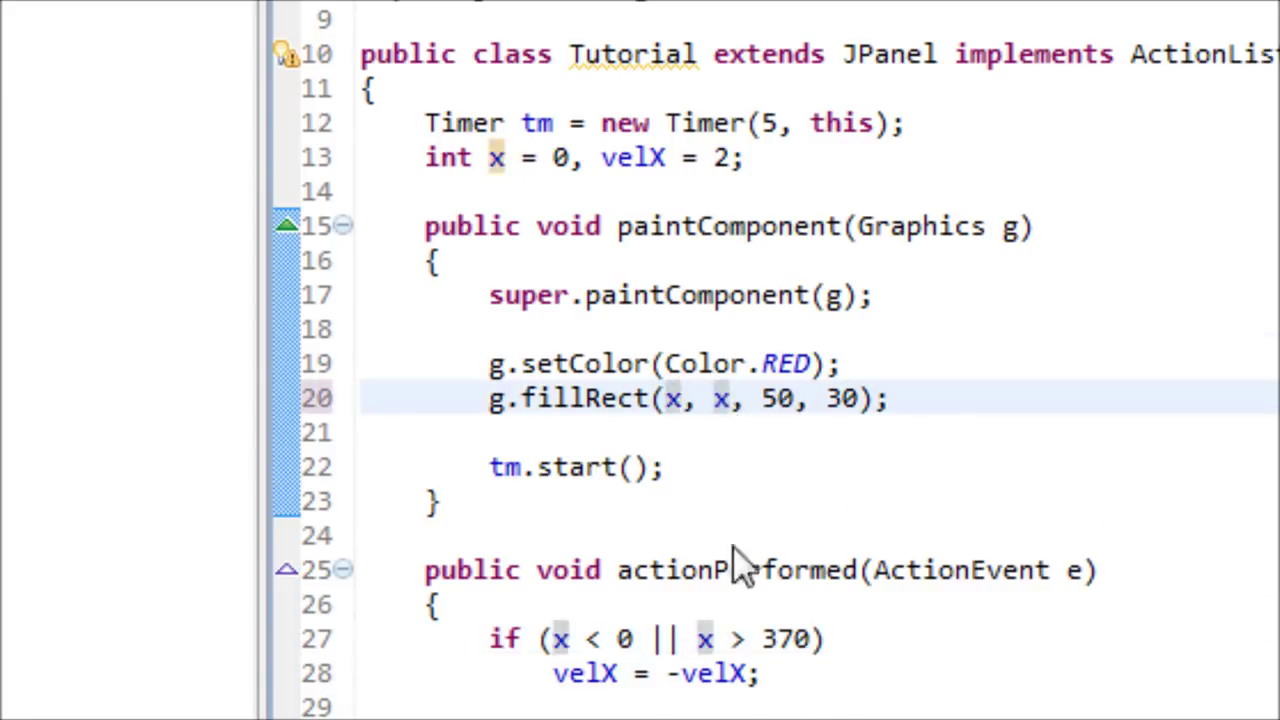 9
10 public class Tutorial extends JPanel implements ActionLis
11 {
12 Timer tm = new Timer(5, this);
13 int x = 0, velX = 2;
14
15 public void paintComponent(Graphics g)
16 {
17 super.paintComponent(g);
18
19 g.setColor(Color.RED);
20 g.fillRect(x, x, 50, 30);
21
22 tm.start();
23 }
24
25 public void actionPerformed(ActionEvent e)
26 {
27 if (x < 0 || x > 370)
28 velX = -velX;
29